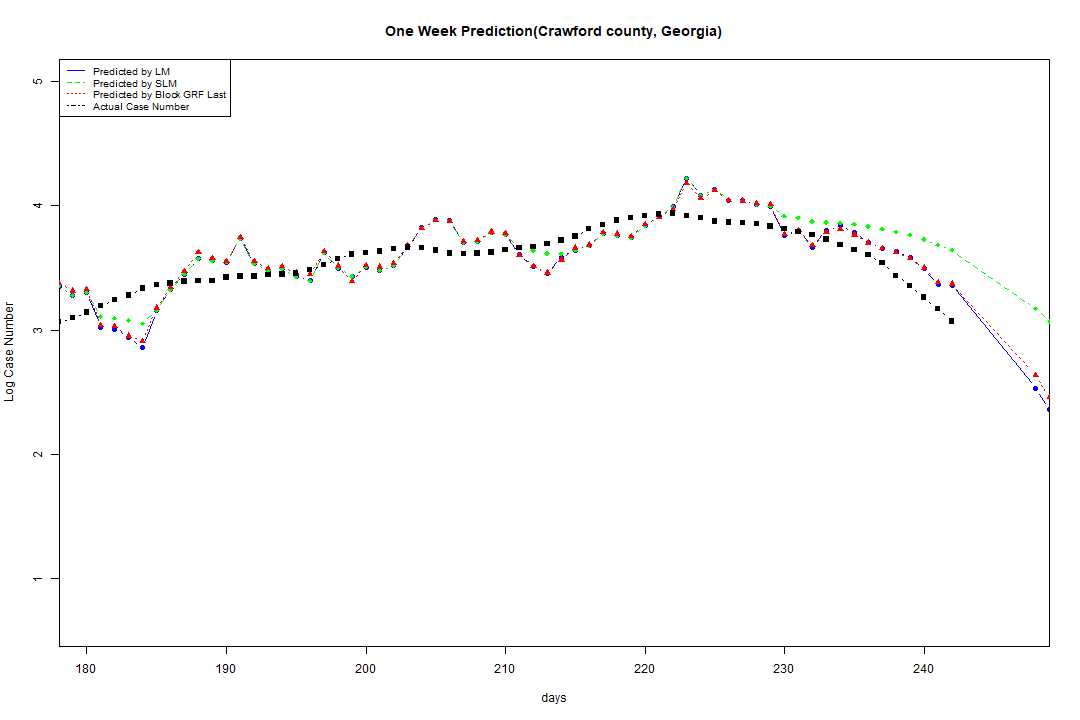 One Week Prediction(Crawford county, Georgia)
Predicted by LM
Predicted by SLM
Predicted by Block GRF Last
Actual Case Number
5
4
3
2
1
Log Case Number
180 190 200 210 220 230 240
days